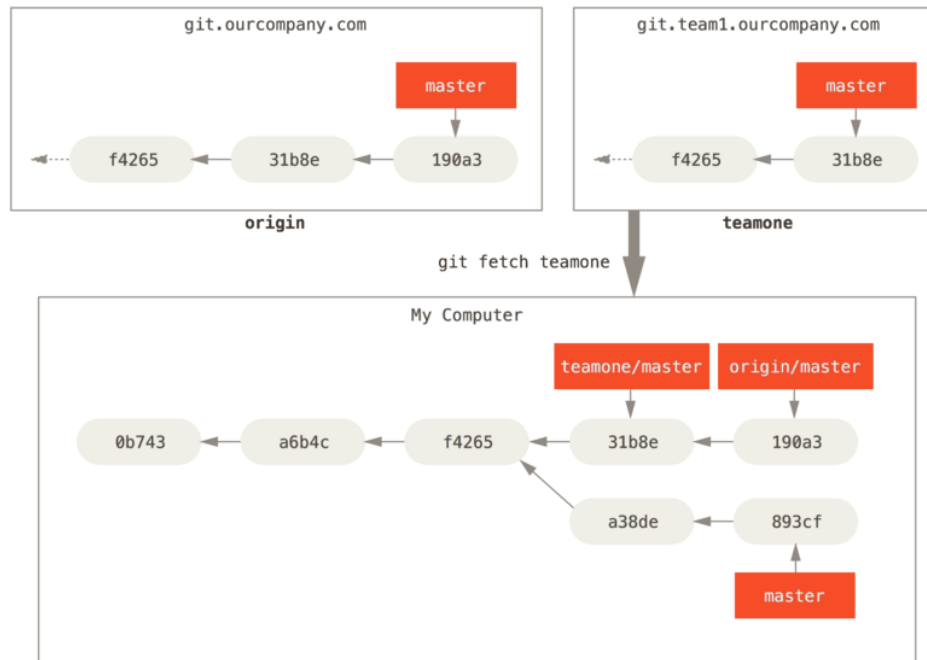 git.ourcompany.com
git.team1.ourcompany.com
master
master
f4265
31b8e
190a3
f4265
31b8e
origin
teamone
git fetch teamone
My Computer
teamone/master
origin/master
0b743
a6b4c
f4265
31b8e
190a3
a38de
893cf
master